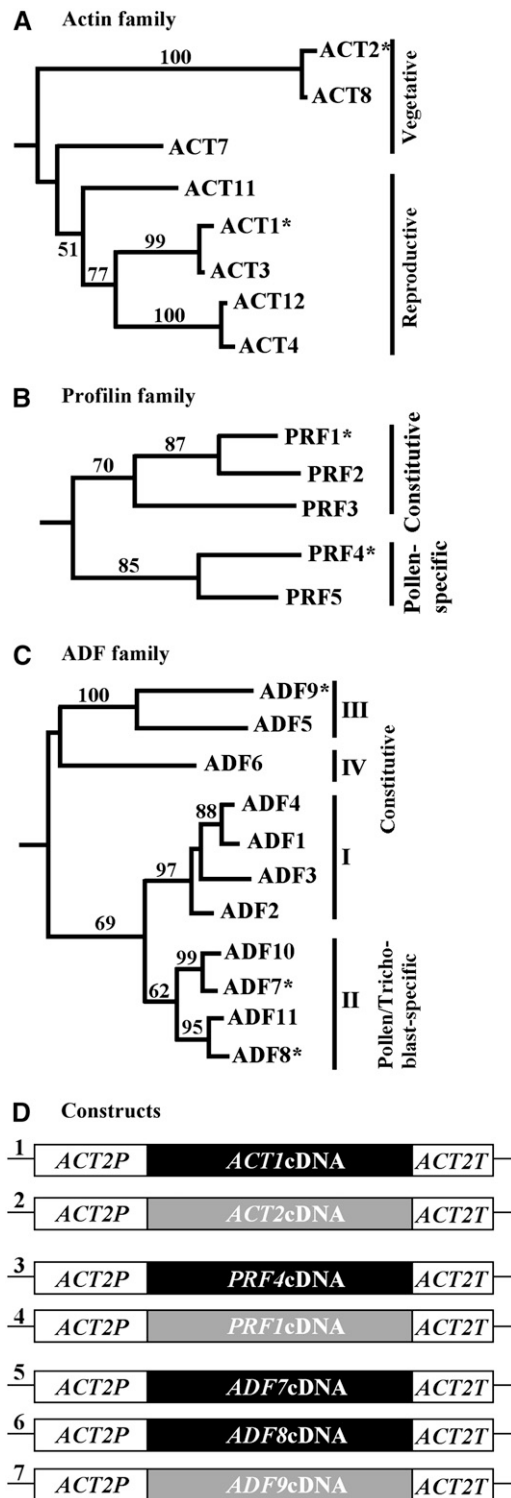 A Actin family
100
ACT2*
ACT8
ACT7
Vegetative
ACT11
51
99
ACT1*
77
ACT3
ACT12
100
ACT4
Reproductive
B Profilin family
87
PRF1*
70
PRF2
PRF3
Constitutive
PRF4*
85
PRF5
Pollen-
specific
C ADF family
100
ADF9*
ADF5
III
ADF6
IV
Constitutive
88
ADF4
ADF1
97
ADF3
I
ADF2
69
ADF10
99
ADF7*
62
II
ADF11
95
ADF8*
Pollen/Tricho-
blast-specific
D Constructs
1 ACT2P ACT1cDNA ACT2T
2 ACT2P ACT2cDNA ACT2T
3 ACT2P PRF4cDNA ACT2T
4 ACT2P PRF1cDNA ACT2T
5 ACT2P ADF7cDNA ACT2T
6 ACT2P ADF8cDNA ACT2T
7 ACT2P ADF9cDNA ACT2T